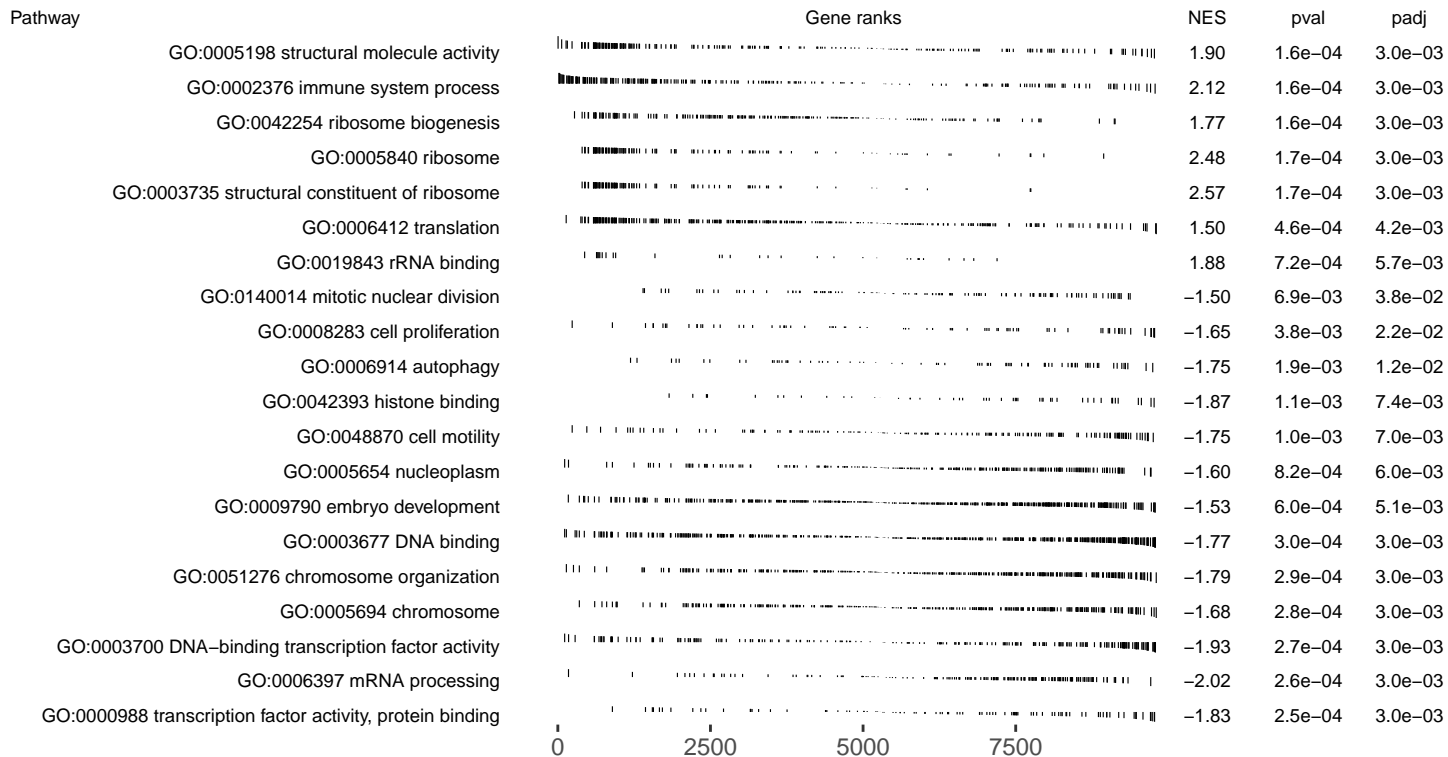 Pathway Gene ranks NES pval padj
GO:0005198 structural molecule activity 1.90 1.6e−04 3.0e−03
GO:0002376 immune system process 2.12 1.6e−04 3.0e−03
GO:0042254 ribosome biogenesis 1.77 1.6e−04 3.0e−03
GO:0005840 ribosome 2.48 1.7e−04 3.0e−03
GO:0003735 structural constituent of ribosome 2.57 1.7e−04 3.0e−03
GO:0006412 translation 1.50 4.6e−04 4.2e−03
GO:0019843 rRNA binding 1.88 7.2e−04 5.7e−03
GO:0140014 mitotic nuclear division −1.50 6.9e−03 3.8e−02
GO:0008283 cell proliferation −1.65 3.8e−03 2.2e−02
GO:0006914 autophagy −1.75 1.9e−03 1.2e−02
GO:0042393 histone binding −1.87 1.1e−03 7.4e−03
GO:0048870 cell motility −1.75 1.0e−03 7.0e−03
GO:0005654 nucleoplasm −1.60 8.2e−04 6.0e−03
GO:0009790 embryo development −1.53 6.0e−04 5.1e−03
GO:0003677 DNA binding −1.77 3.0e−04 3.0e−03
GO:0051276 chromosome organization −1.79 2.9e−04 3.0e−03
GO:0005694 chromosome −1.68 2.8e−04 3.0e−03
GO:0003700 DNA−binding transcription factor activity −1.93 2.7e−04 3.0e−03
GO:0006397 mRNA processing −2.02 2.6e−04 3.0e−03
GO:0000988 transcription factor activity, protein binding −1.83 2.5e−04 3.0e−03
0 2500 5000 7500